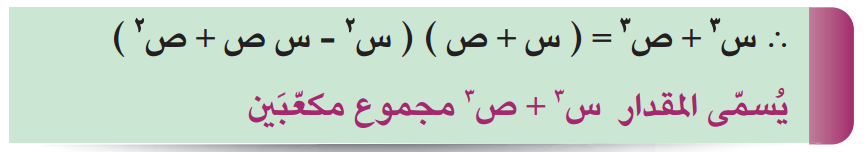 ∴ س٣ + ص٣ = ( س + ص ) ( س٢ - س ص + ص٢ )
يُسمّى المقدار س٣ + ص٣ مجموع مكعّبَين